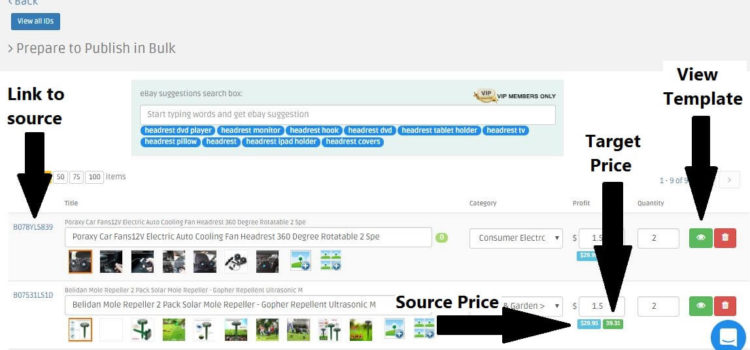 < Back
View all IDs
> Prepare to Publish in Bulk
View Template
Link to source
eBay suggestions search box:
VIP
VIP MEMBERS ONLY
Start typing words and get ebay suggestion
headrest dvd player headrest monitor headrest hook headrest dvd headrest tablet holder headrest tv
headrest pillow headrest headrest ipad holder headrest covers
Target Price
50 75 100 items
1 - 9 of 9
>
Title Category Profit Quantity
B078YLS839
Poraxy Car Fans12V Electric Auto Cooling Fan Headrest 360 Degree Rotatable 2 Spe
Poraxy Car Fans12V Electric Auto Cooling Fan Headrest 360 Degree Rotatable 2 Spe
0
Consumer Electrc
$ 1.5
2
B07531LS1D
Belidan Mole Repeller 2 Pack Solar Mole Repeller - Gopher Repellent Ultrasonic M
Belidan Mole Repeller 2 Pack Solar Mole Repeller - Gopher Repellent Ultrasonic M
Source Price
& Garden >
$ 1.5
2
$29.95 39.31